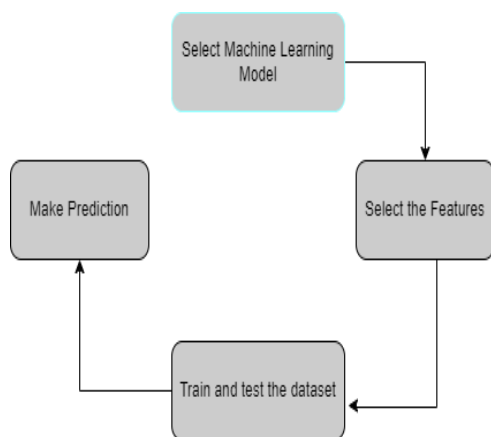 Select Machine Learning
Model
Select the Features
Train and test the dataset
Make Prediction